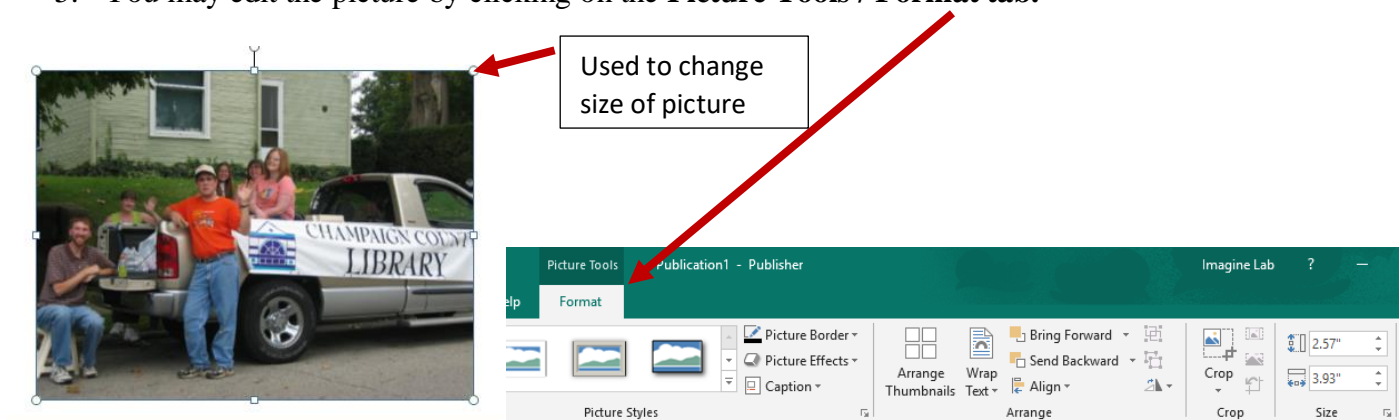 5. You may edit the picture by clicking on the Picture Tools / Format tab.
Used to change
size of picture
CHAMPAIGN COUNTY
LIBRARY
Picture Tools
Publication1 - Publisher
Imagine Lab ? —
elp
Format
Picture Border
Picture Effects
Caption
Picture Styles
Arrange
Thumbnails
Wrap
Text
Bring Forward
Send Backward
Align
Arrange
Crop
Crop
2.57"
3.93"
Size